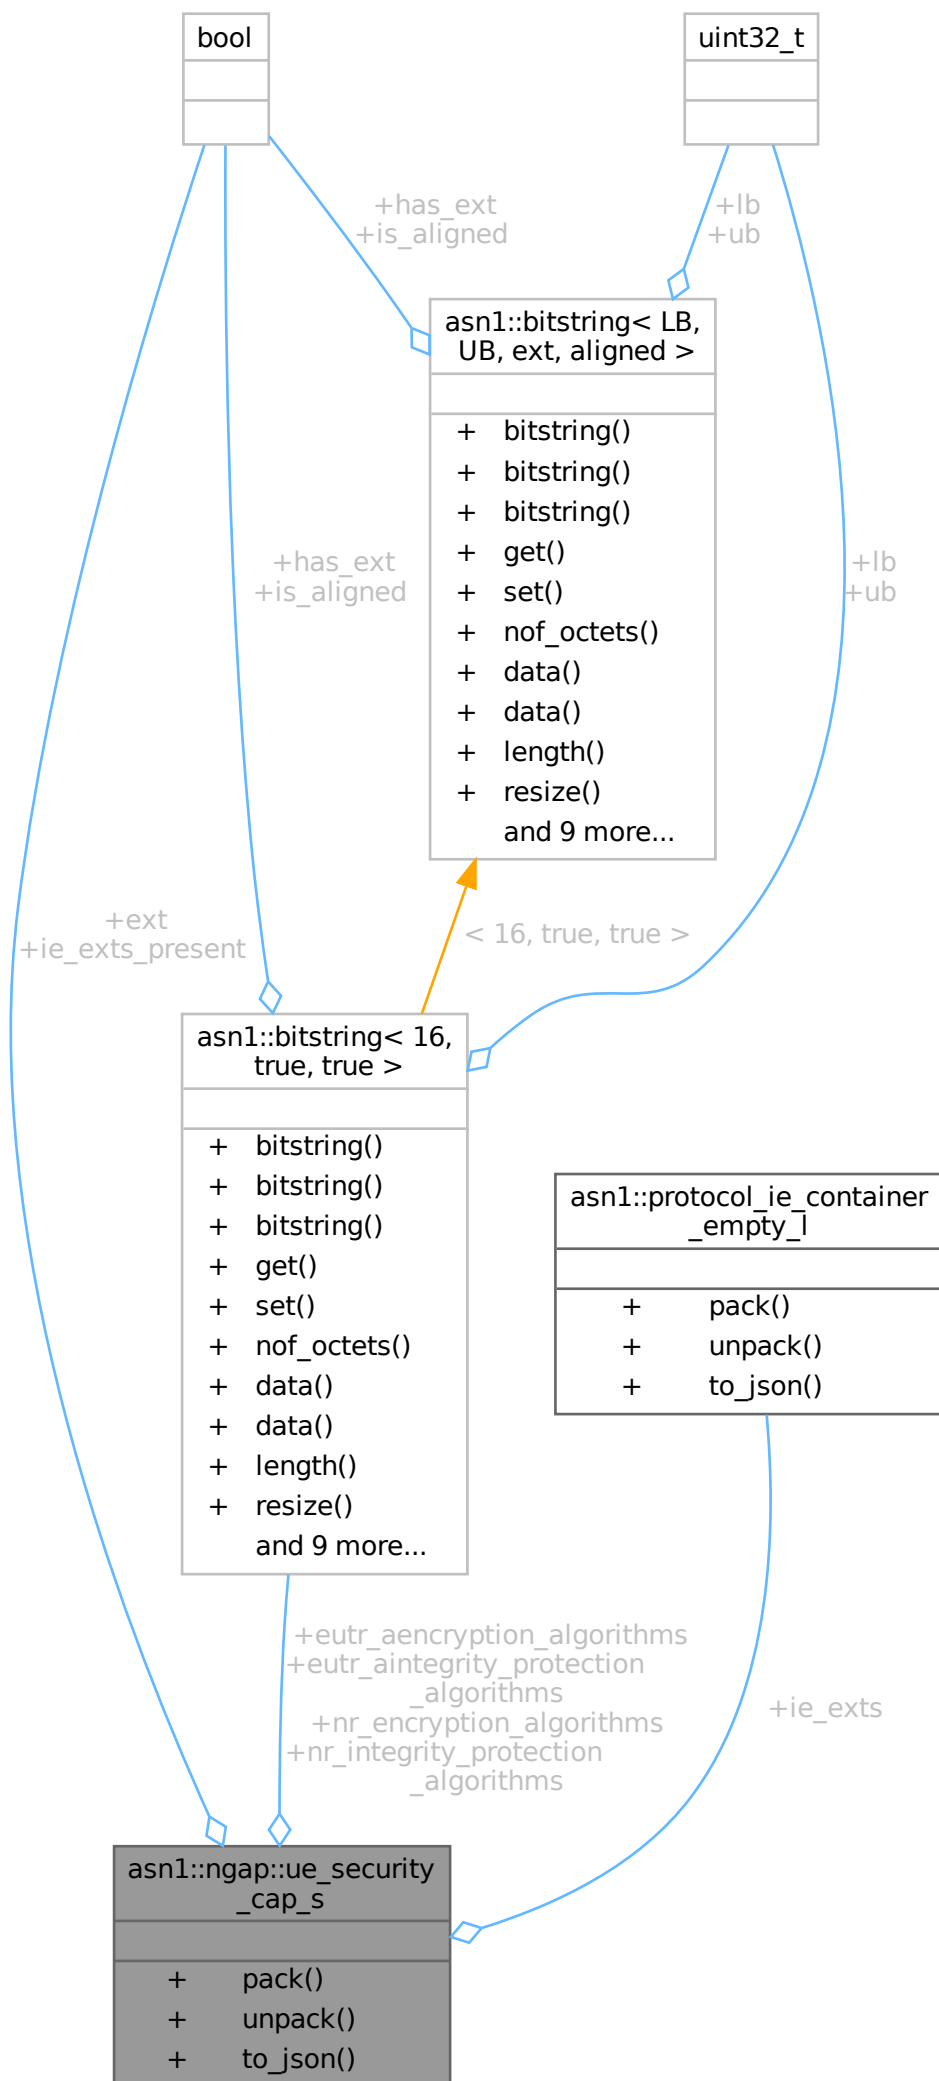 bool
uint32_t
+has_ext
+is_aligned
+lb
+ub
asn1::bitstring< LB,
UB, ext, aligned >
+ bitstring()
+ bitstring()
+ bitstring()
+ get()
+ set()
+ nof_octets()
+ data()
+ data()
+ length()
+ resize()
and 9 more...
+has_ext
+is_aligned
+lb
+ub
+ext
+ie_exts_present
< 16, true, true >
asn1::bitstring< 16,
true, true >
+ bitstring()
+ bitstring()
+ bitstring()
+ get()
+ set()
+ nof_octets()
+ data()
+ data()
+ length()
+ resize()
and 9 more...
asn1::protocol_ie_container
_empty_l
+ pack()
+ unpack()
+ to_json()
+eutr_aencryption_algorithms
+eutr_aintegrity_protection
_algorithms
+nr_encryption_algorithms
+nr_integrity_protection
_algorithms
+ie_exts
asn1::ngap::ue_security
_cap_s
+ pack()
+ unpack()
+ to_json()